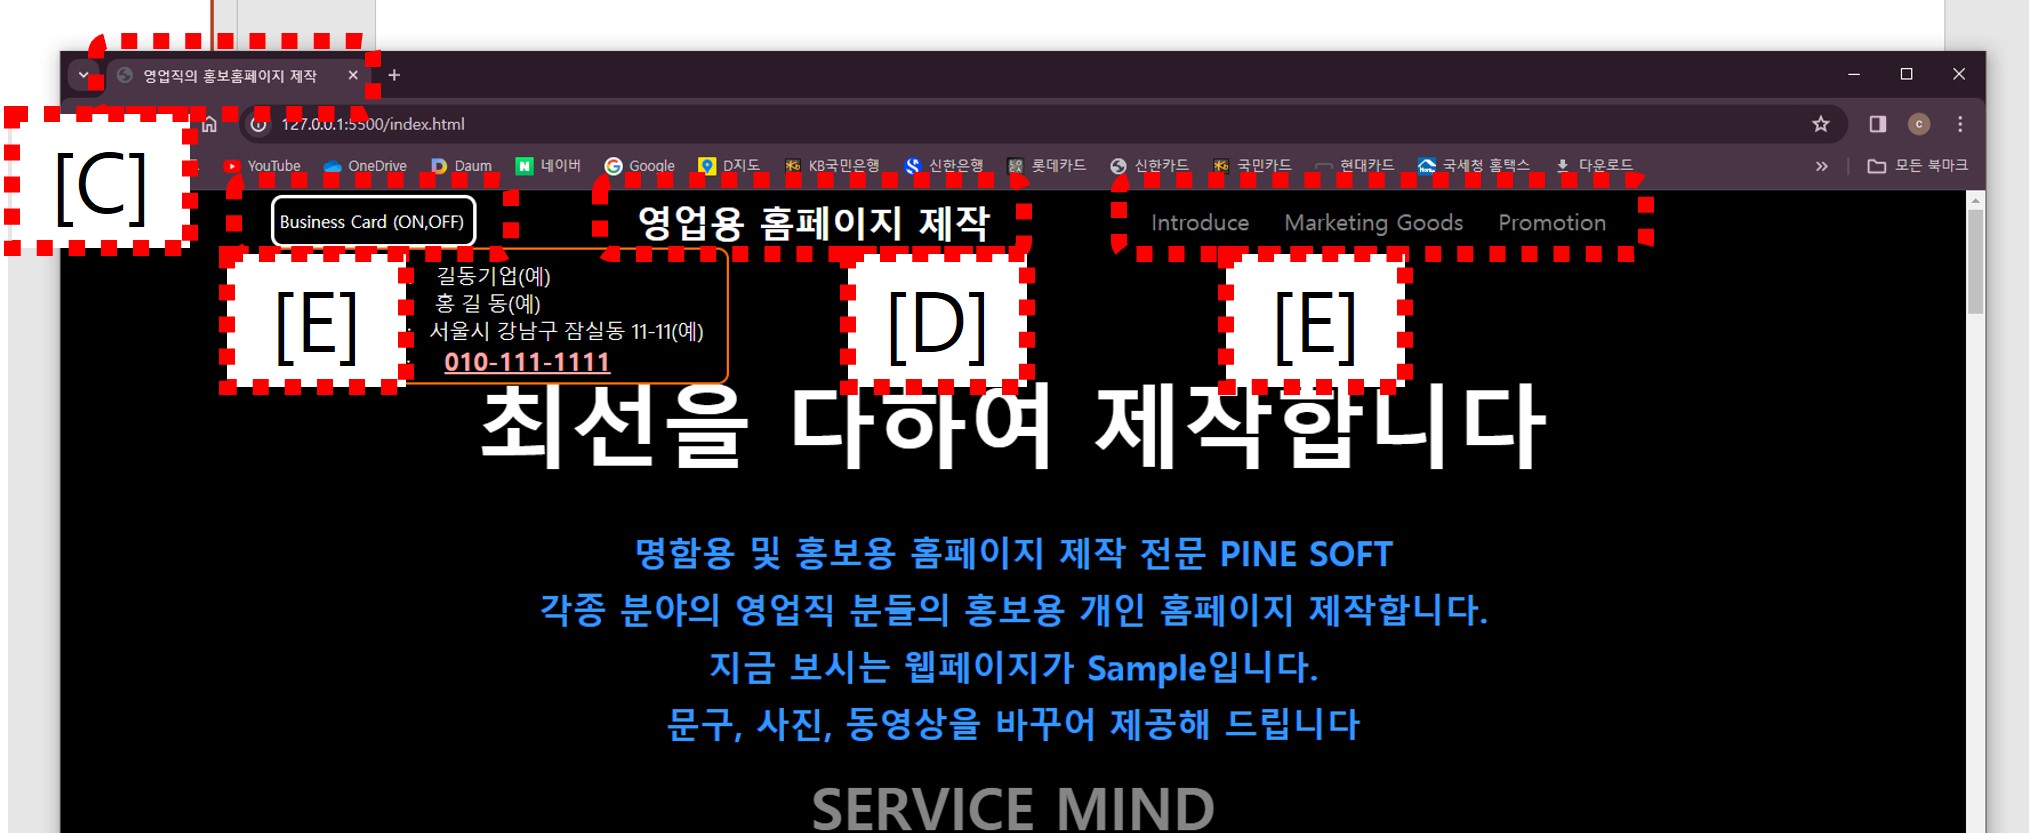 영업직의 홍보홈페이지 제작
127.0.0.1:5500/index.html
YouTube OneDrive Daum 네이버 Google D지도 KB국민은행 신한은행 롯데카드 신한카드 국민카드 현대카드 국세청 홈택스 다운로드 » 모든 북마크
[C]
Business Card (ON,OFF) 영업용 홈페이지 제작 Introduce Marketing Goods Promotion
[E] [D] [E]
길동기업(예)
홍 길 동(예)
: 서울시 강남구 잠실동 11-11(예)
: 010-111-1111
최선을 다하여 제작합니다
명함용 및 홍보용 홈페이지 제작 전문 PINE SOFT
각종 분야의 영업직 분들의 홍보용 개인 홈페이지 제작합니다.
지금 보시는 웹페이지가 Sample입니다.
문구, 사진, 동영상을 바꾸어 제공해 드립니다
SERVICE MIND